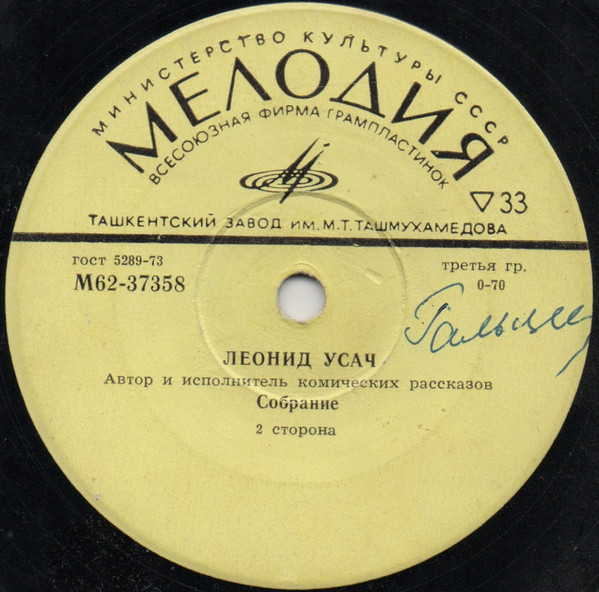 МИНИСТЕРСТВО КУЛЬТУРЫ СССР
МЕЛОДИЯ
ВСЕСОЮЗНАЯ ФИРМА ГРАМПЛАСТИНОК
▽33
ТАШКЕНТСКИЙ ЗАВОД ИМ. М.Т. ТАШМУХАМЕДОВА
гост 5289-73
третья гр.
М62-37358
0-70
ЛЕОНИД УСАЧ
Автор и исполнитель комических рассказов
Собрание
2 сторона